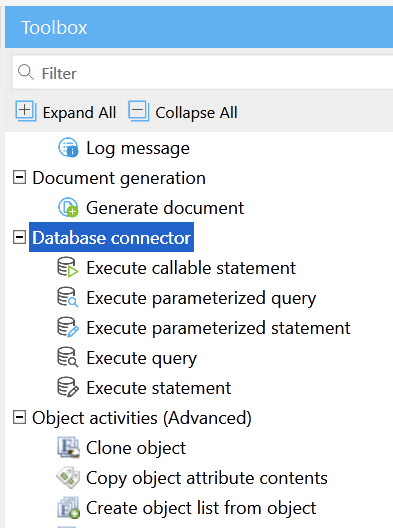 Toolbox
Filter
Expand All Collapse All
Log message
Document generation
Generate document
Database connector
Execute callable statement
Execute parameterized query
Execute parameterized statement
Execute query
Execute statement
Object activities (Advanced)
Clone object
Copy object attribute contents
Create object list from object